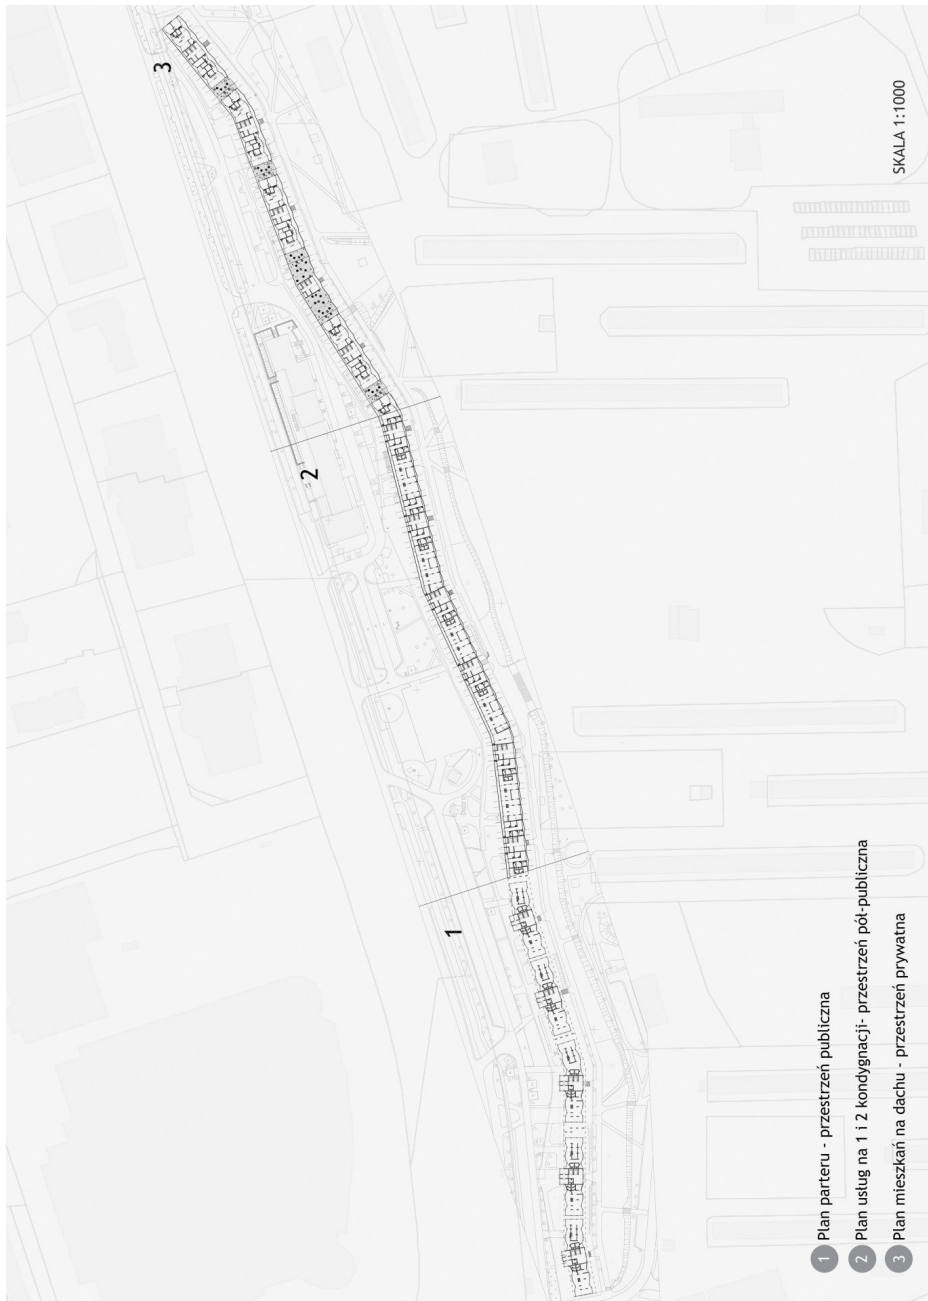 3
2
1
SKALA 1:1000
1 Plan parteru - przestrzeń publiczna
2 Plan usług na 1 i 2 kondygnacji- przestrzeń pół-publiczna
3 Plan mieszkań na dachu - przestrzeń prywatna